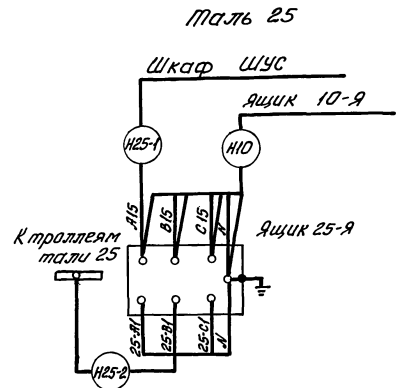 Таль 25
Шкаф ШУС
Ящик 10-Я
Н25-1
Н10
А15
В15
С15
N
Ящик 25-Я
К троллеям
тали 25
25-А1
25-В1
25-С1
N
Н25-2